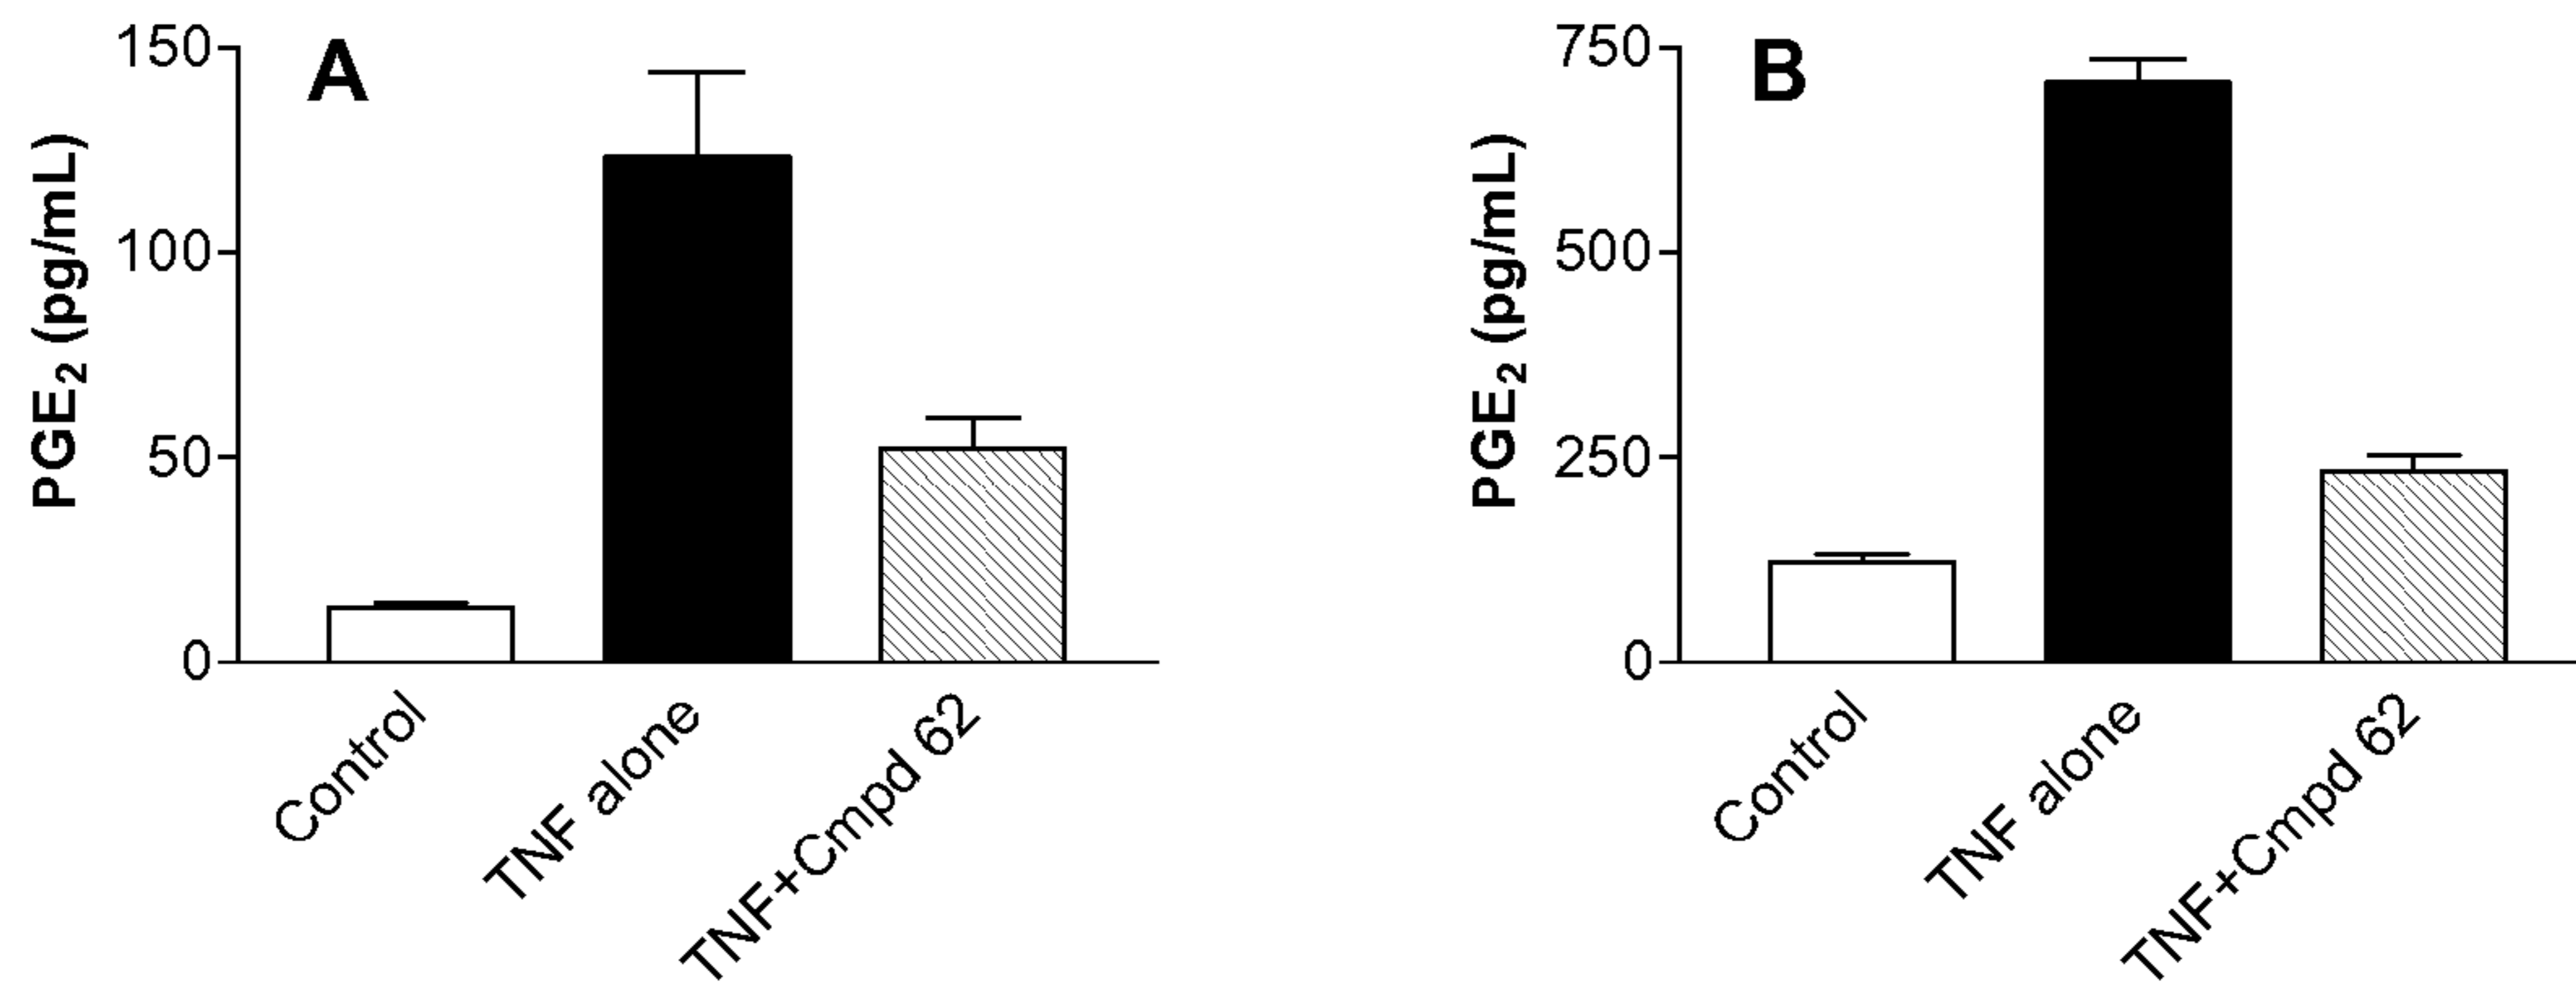 A
PGE₂ (pg/mL)
150
100
50
0
Control
TNF alone
TNF+Cmpd 62
B
PGE₂ (pg/mL)
750
500
250
0
Control
TNF alone
TNF+Cmpd 62